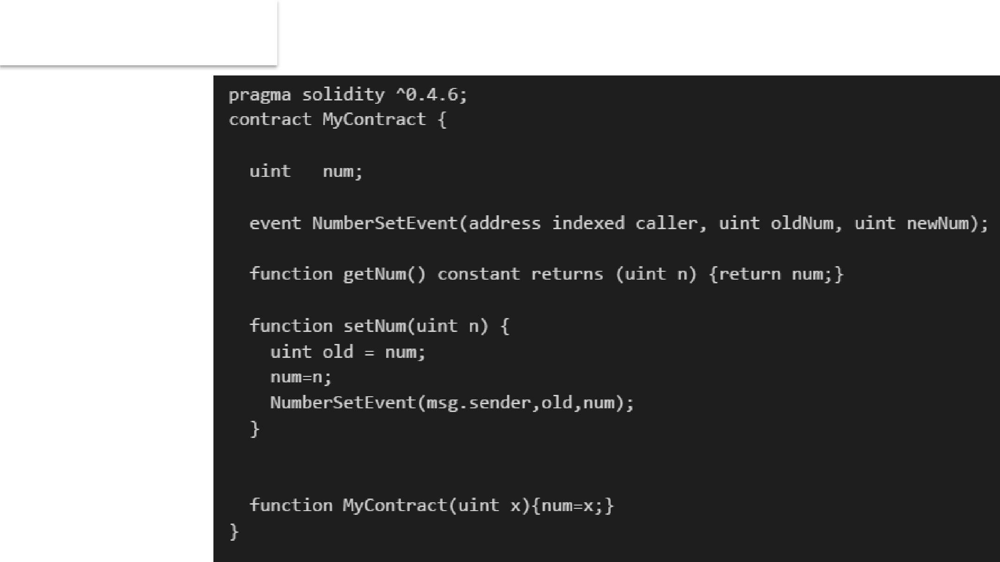 pragma solidity ^0.4.6;
contract MyContract {
uint   num;
event NumberSetEvent(address indexed caller, uint oldNum, uint newNum);
function getNum() constant returns (uint n) {return num;}
function setNum(uint n) {
uint old = num;
num=n;
NumberSetEvent(msg.sender,old,num);
}
function MyContract(uint x){num=x;}
}